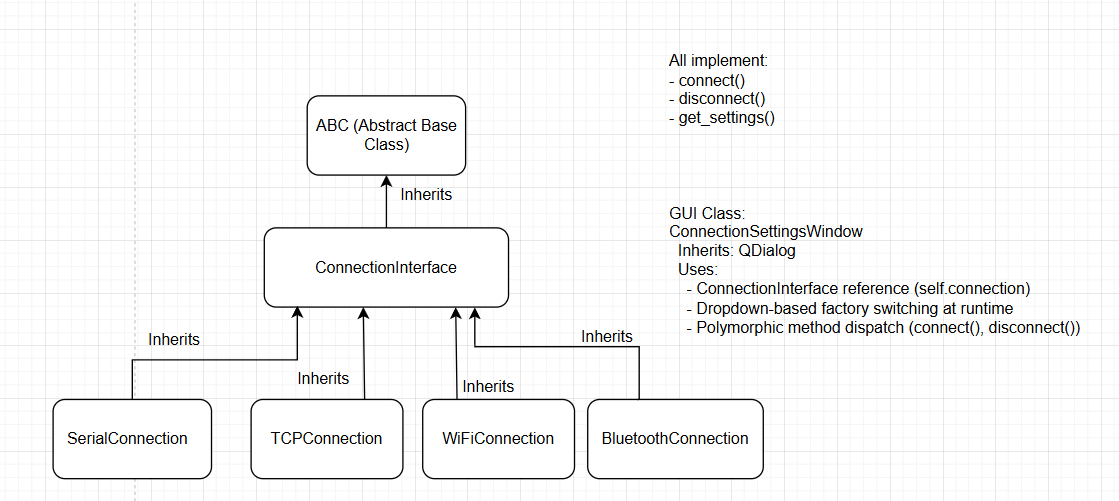 All implement:
- connect()
- disconnect()
- get_settings()
ABC (Abstract Base
Class)
Inherits
GUI Class:
ConnectionSettingsWindow
Inherits: QDialog
Uses:
- ConnectionInterface reference (self.connection)
- Dropdown-based factory switching at runtime
- Polymorphic method dispatch (connect(), disconnect())
ConnectionInterface
Inherits
Inherits
Inherits
Inherits
SerialConnection
TCPConnection
WiFiConnection
BluetoothConnection